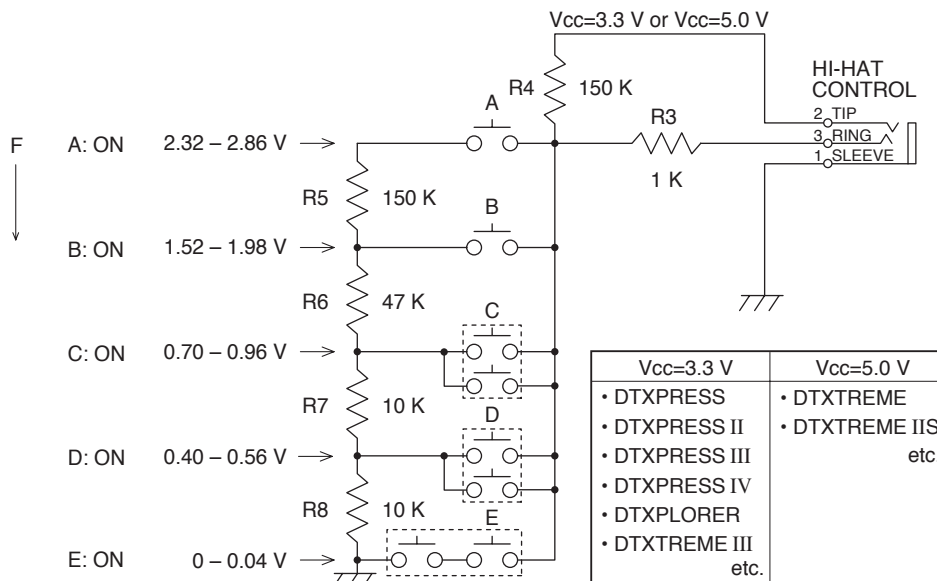 Vcc=3.3 V or Vcc=5.0 V
HI-HAT
CONTROL
R4 150 K
A
R3
2 TIP
3 RING
1 SLEEVE
F
A: ON 2.32 – 2.86 V
1 K
R5 150 K
B
B: ON 1.52 – 1.98 V
R6 47 K
C
C: ON 0.70 – 0.96 V
R7 10 K
D
D: ON 0.40 – 0.56 V
R8 10 K
E
E: ON 0 – 0.04 V
Vcc=3.3 V Vcc=5.0 V
• DTXPRESS • DTXTREME
• DTXPRESS II • DTXTREME IIS
• DTXPRESS III etc.
• DTXPRESS IV
• DTXPLORER
• DTXTREME III
etc.